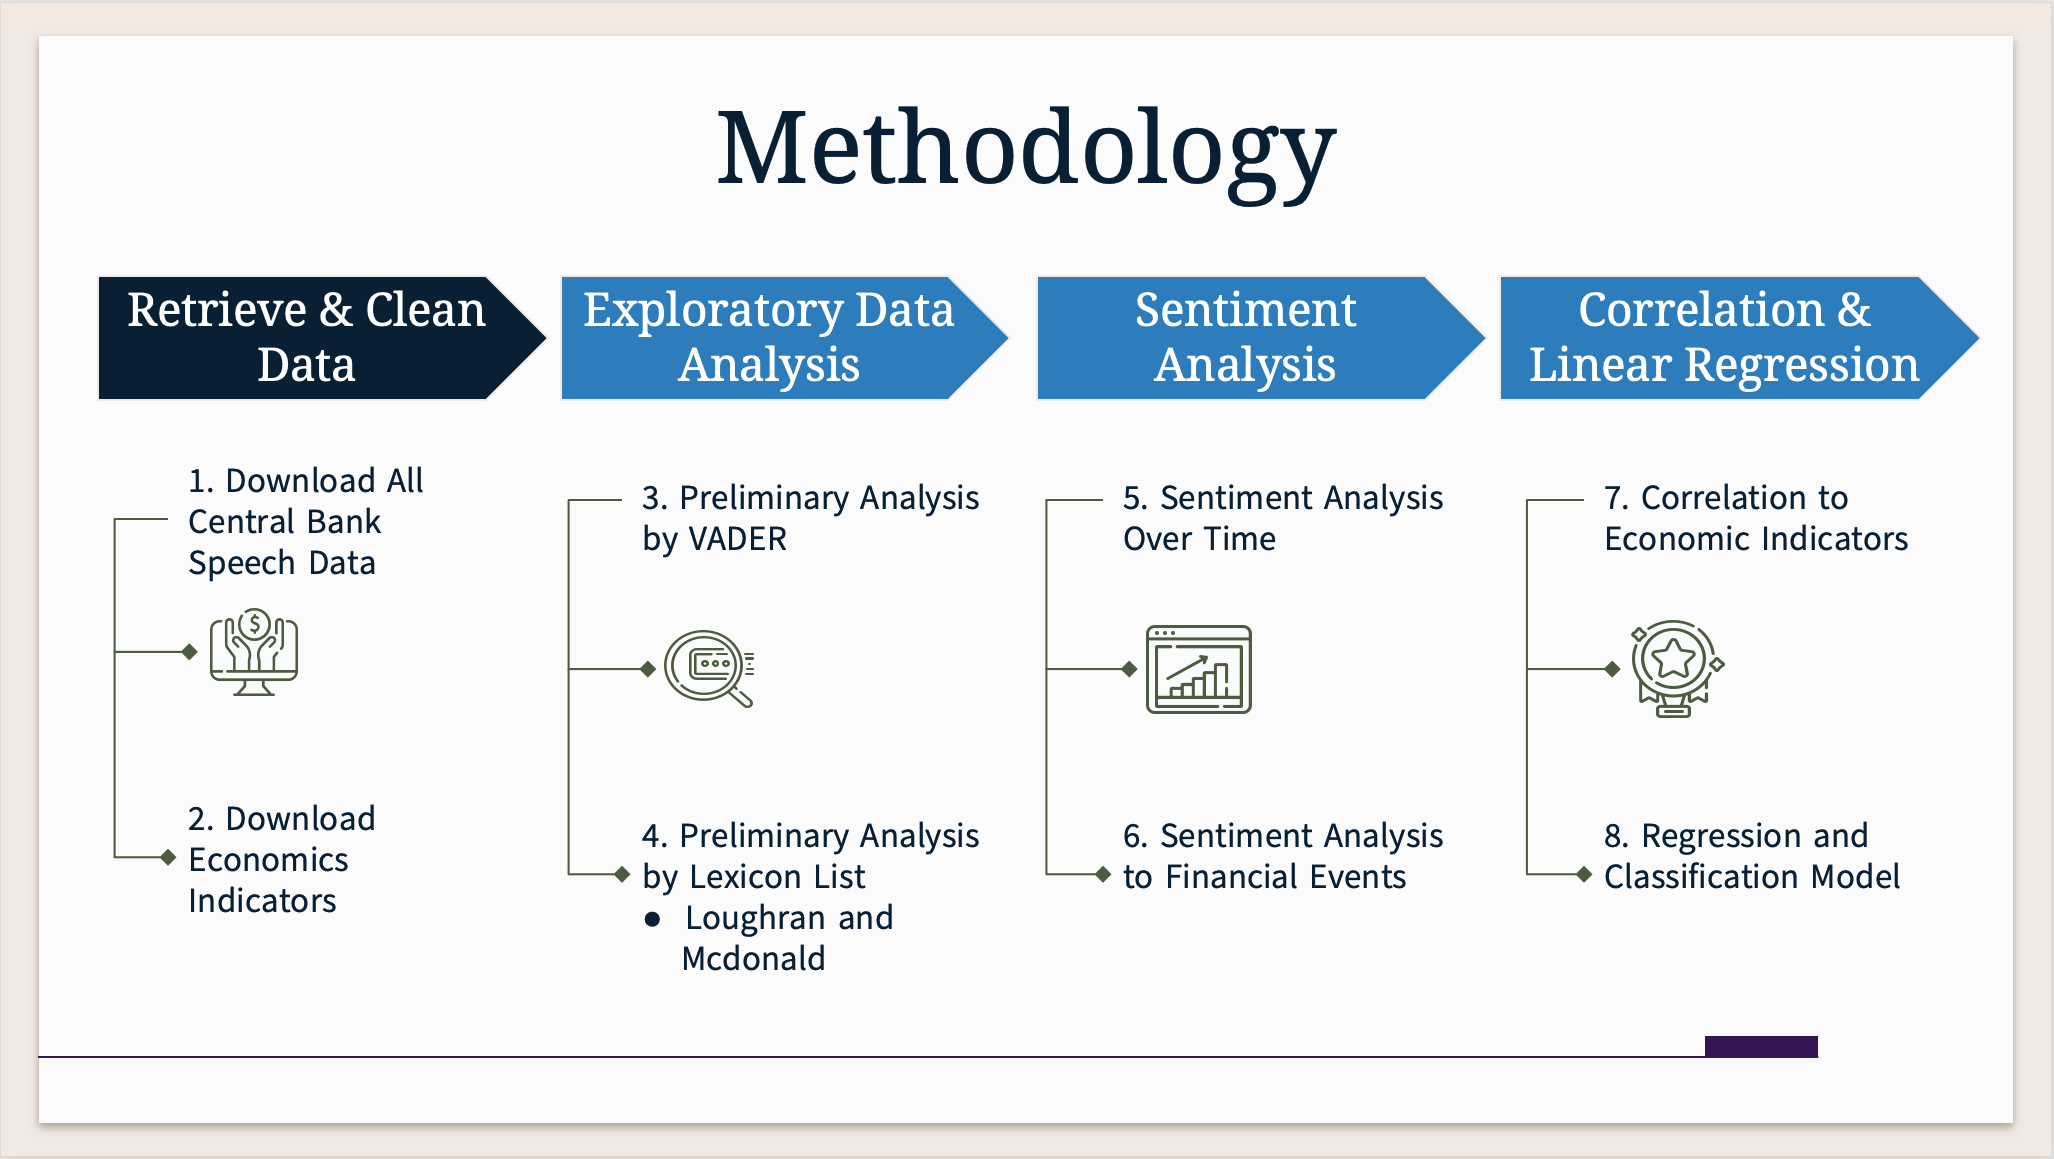 Methodology
Retrieve & Clean
Data
Exploratory Data
Analysis
Sentiment
Analysis
Correlation &
Linear Regression
1. Download All
Central Bank
Speech Data
$
2. Download
Economics
Indicators
3. Preliminary Analysis
by VADER
4. Preliminary Analysis
by Lexicon List
● Loughran and
Mcdonald
5. Sentiment Analysis
Over Time
6. Sentiment Analysis
to Financial Events
7. Correlation to
Economic Indicators
8. Regression and
Classification Model